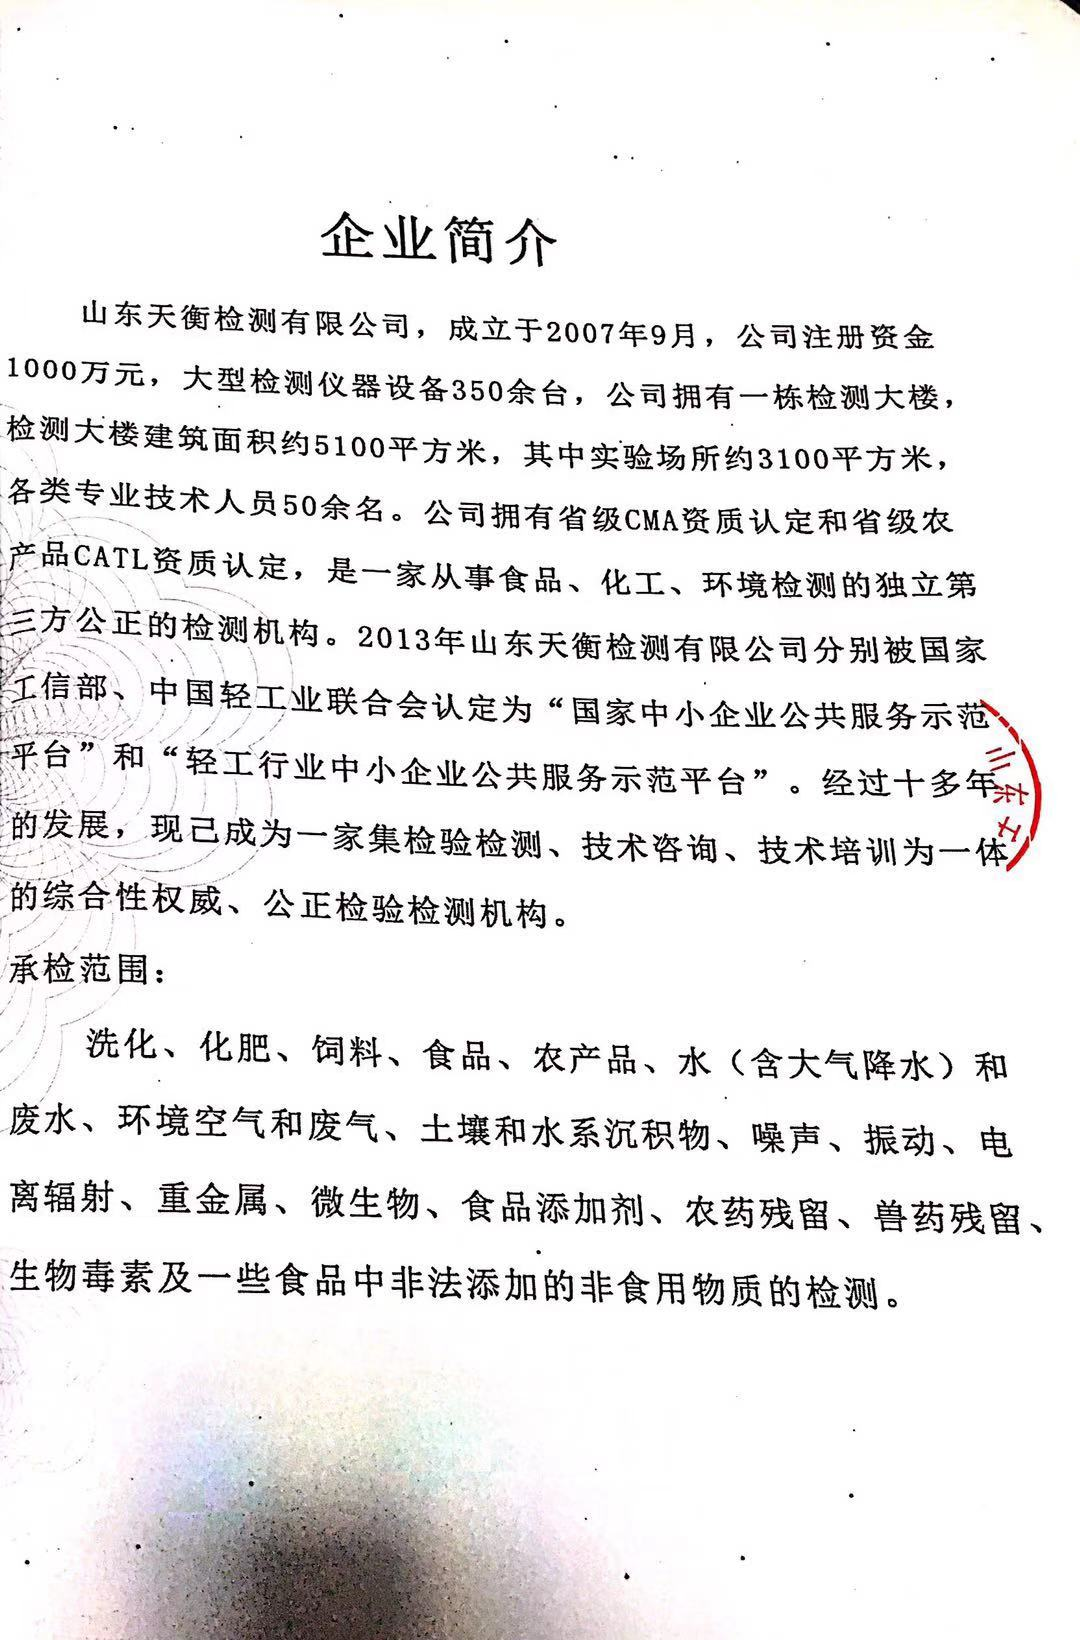 企业简介
山东天衡检测有限公司，成立于2007年9月，公司注册资金
1000万元，大型检测仪器设备350余台，公司拥有一栋检测大楼，
检测大楼建筑面积约5100平方米，其中实验场所约3100平方米，
各类专业技术人员50余名。公司拥有省级CMA资质认定和省级农
产品CATL资质认定，是一家从事食品、化工、环境检测的独立第
三方公正的检测机构。2013年山东天衡检测有限公司分别被国家
工信部、中国轻工业联合会认定为“国家中小企业公共服务示范
平台”和“轻工行业中小企业公共服务示范平台”。经过十多年
的发展，现已成为一家集检验检测、技术咨询、技术培训为一体
的综合性权威、公正检验检测机构。
承检范围：
洗化、化肥、饲料、食品、农产品、水（含大气降水）和
废水、环境空气和废气、土壤和水系沉积物、噪声、振动、电
离辐射、重金属、微生物、食品添加剂、农药残留、兽药残留、
生物毒素及一些食品中非法添加的非食用物质的检测。
山东